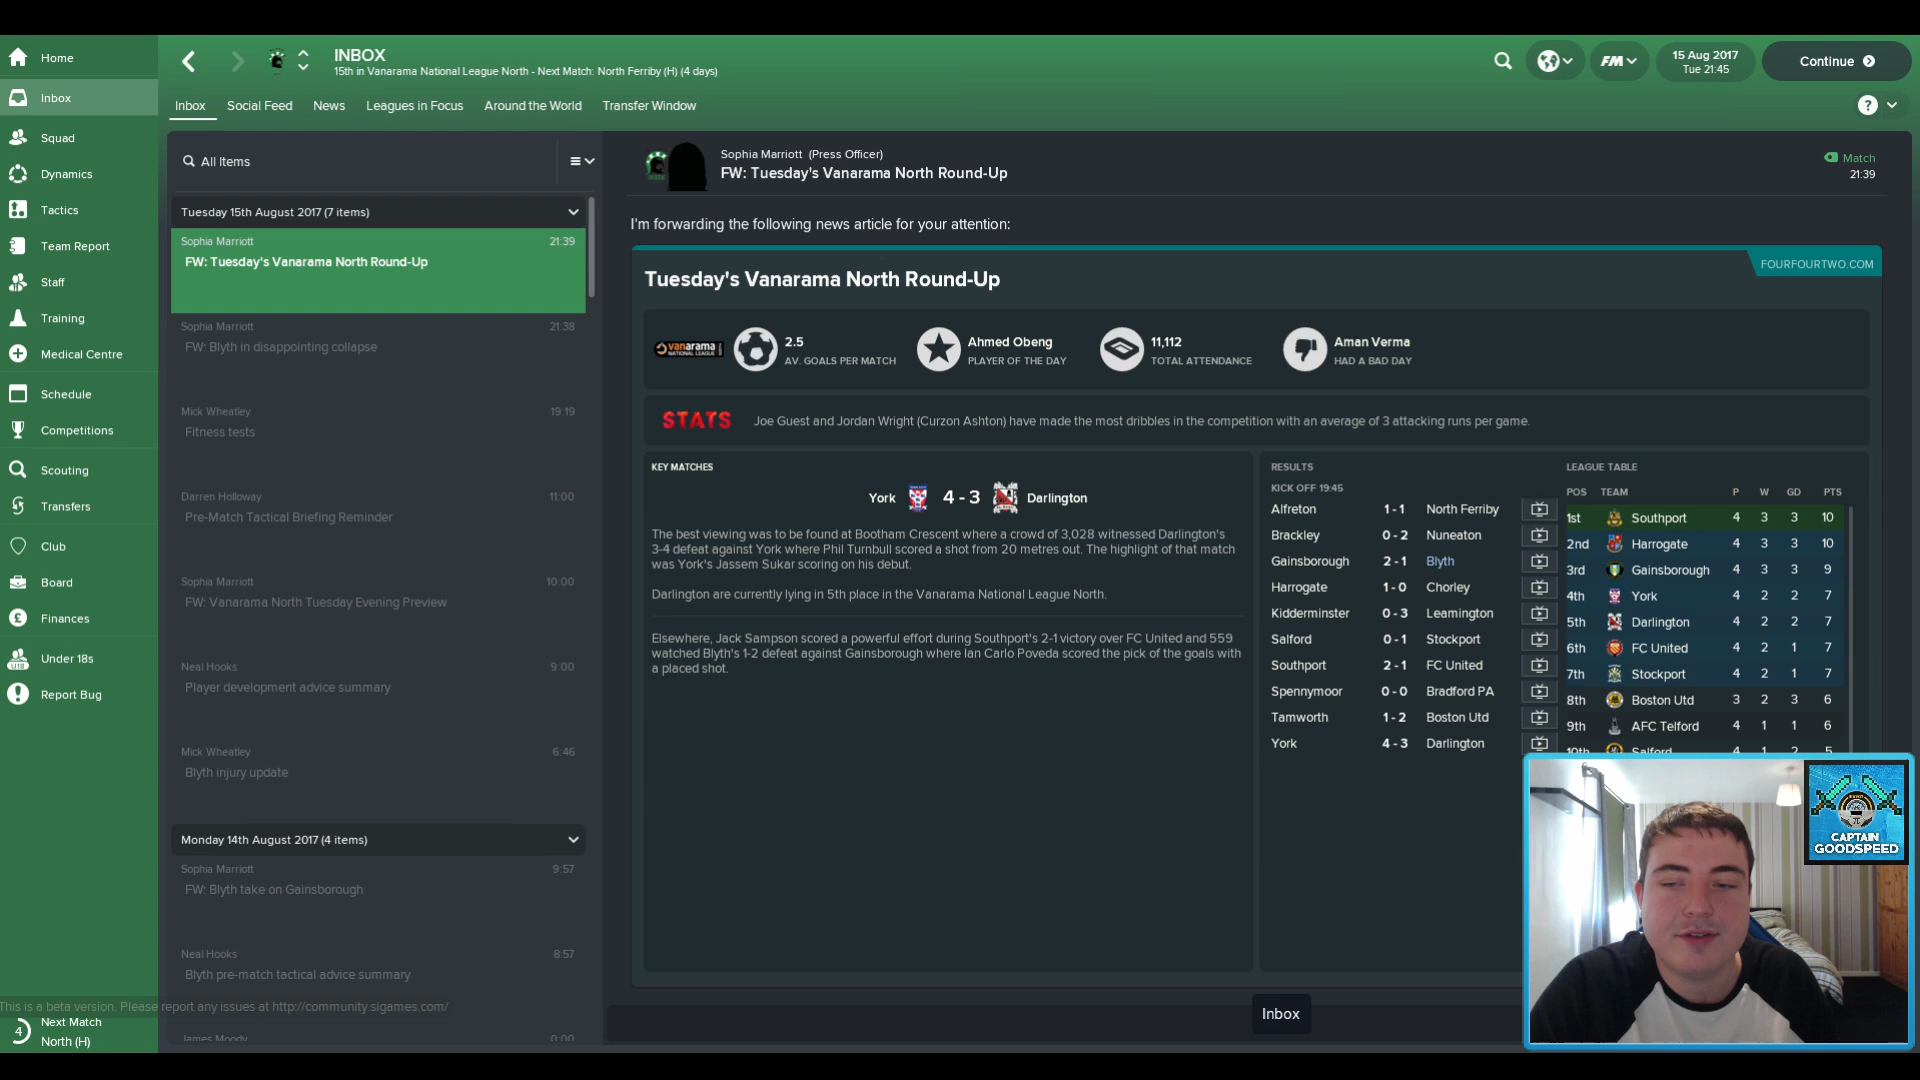 Home
Inbox
Squad
Dynamics
Tactics
Team Report
Staff
Training
Medical Centre
Schedule
Competitions
Scouting
Transfers
Club
Board
Finances
Under 18s
Report Bug
This is a beta version. Please report any issues at http://community.sigames.com/
4
Next Match
North (H)
INBOX
15th in Vanarama National League North - Next Match: North Ferriby (H) (4 days)
FM
15 Aug 2017
Tue 21:45
Continue
Inbox Social Feed News Leagues in Focus Around the World Transfer Window
?
All Items
Tuesday 15th August 2017 (7 items)
Sophia Marriott 21:39
FW: Tuesday's Vanarama North Round-Up
Sophia Marriott 21:38
FW: Blyth in disappointing collapse
Mick Wheatley 19:19
Fitness tests
Darren Holloway 11:00
Pre-Match Tactical Briefing Reminder
Sophia Marriott 10:00
FW: Vanarama North Tuesday Evening Preview
Neal Hooks 9:00
Player development advice summary
Mick Wheatley 6:46
Blyth injury update
Monday 14th August 2017 (4 items)
Sophia Marriott 9:57
FW: Blyth take on Gainsborough
Neal Hooks 8:57
Blyth pre-match tactical advice summary
James Moody 0:00
Sophia Marriott (Press Officer)
FW: Tuesday's Vanarama North Round-Up
Match
21:39
I'm forwarding the following news article for your attention:
FOURFOURTWO.COM
Tuesday's Vanarama North Round-Up
vanarama
NATIONAL LEAGUE
2.5
AV. GOALS PER MATCH
Ahmed Obeng
PLAYER OF THE DAY
11,112
TOTAL ATTENDANCE
Aman Verma
HAD A BAD DAY
STATS Joe Guest and Jordan Wright (Curzon Ashton) have made the most dribbles in the competition with an average of 3 attacking runs per game.
KEY MATCHES
York 4 - 3 Darlington
The best viewing was to be found at Bootham Crescent where a crowd of 3,028 witnessed Darlington's
3-4 defeat against York where Phil Turnbull scored a shot from 20 metres out. The highlight of that match
was York's Jassem Sukar scoring on his debut.
Darlington are currently lying in 5th place in the Vanarama National League North.
Elsewhere, Jack Sampson scored a powerful effort during Southport's 2-1 victory over FC United and 559
watched Blyth's 1-2 defeat against Gainsborough where Ian Carlo Poveda scored the pick of the goals with
a placed shot.
RESULTS
KICK OFF 19:45
Alfreton 1 - 1 North Ferriby
Brackley 0 - 2 Nuneaton
Gainsborough 2 - 1 Blyth
Harrogate 1 - 0 Chorley
Kidderminster 0 - 3 Leamington
Salford 0 - 1 Stockport
Southport 2 - 1 FC United
Spennymoor 0 - 0 Bradford PA
Tamworth 1 - 2 Boston Utd
York 4 - 3 Darlington
LEAGUE TABLE
POS TEAM P W GD PTS
1st Southport 4 3 3 10
2nd Harrogate 4 3 3 10
3rd Gainsborough 4 3 3 9
4th York 4 2 2 7
5th Darlington 4 2 2 7
6th FC United 4 2 1 7
7th Stockport 4 2 1 7
8th Boston Utd 3 2 3 6
9th AFC Telford 4 1 1 6
10th Salford 4 1 2 5
Inbox
CAPTAIN
GOODSPEED